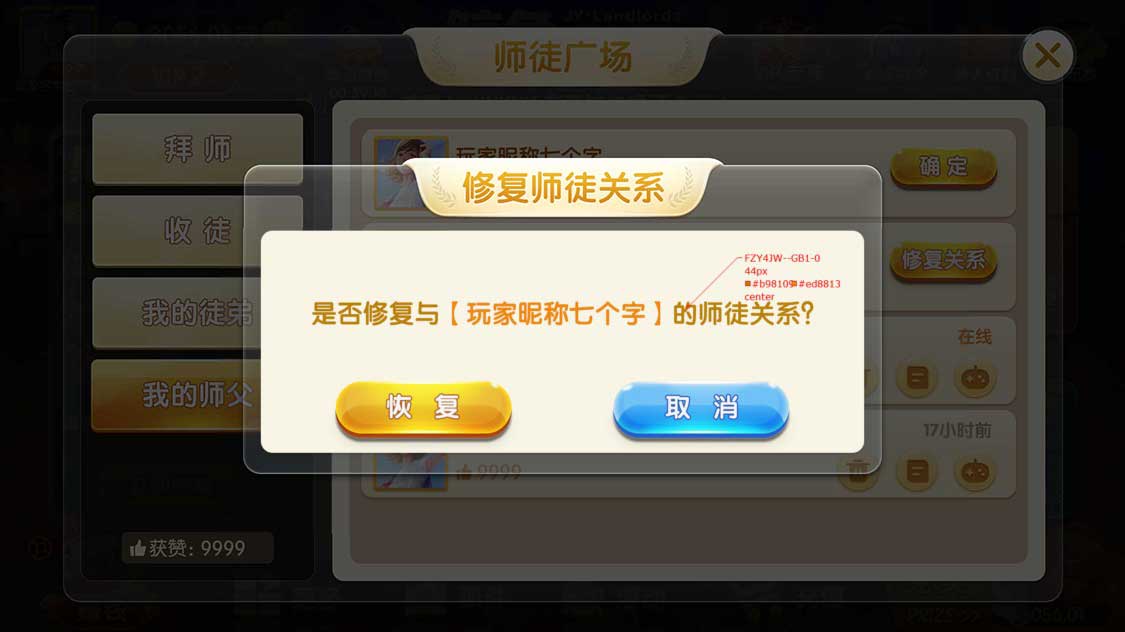 JY·Landlords
师徒广场
拜 师
收 徒
我的徒弟
我的师父
获赞：9999
玩家昵称七个字
确 定
修复关系
修复师徒关系
FZY4JW--GB1-0
44px
#b98109 #ed8813
center
是否修复与【玩家昵称七个字】的师徒关系？
恢 复
取 消
在线
17小时前
9999